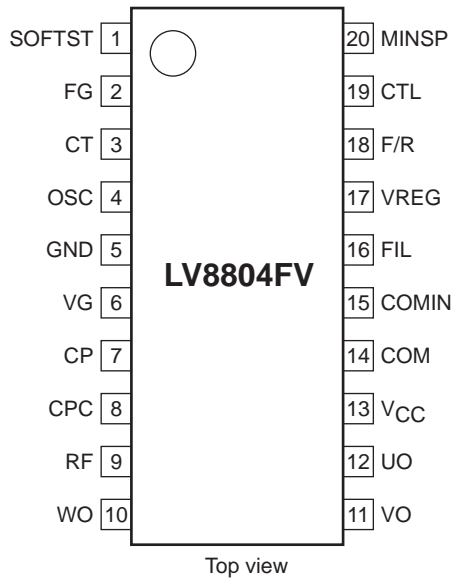 SOFTST 1
FG 2
CT 3
OSC 4
GND 5
VG 6
CP 7
CPC 8
RF 9
WO 10
LV8804FV
20 MINSP
19 CTL
18 F/R
17 VREG
16 FIL
15 COMIN
14 COM
13 VCC
12 UO
11 VO
Top view